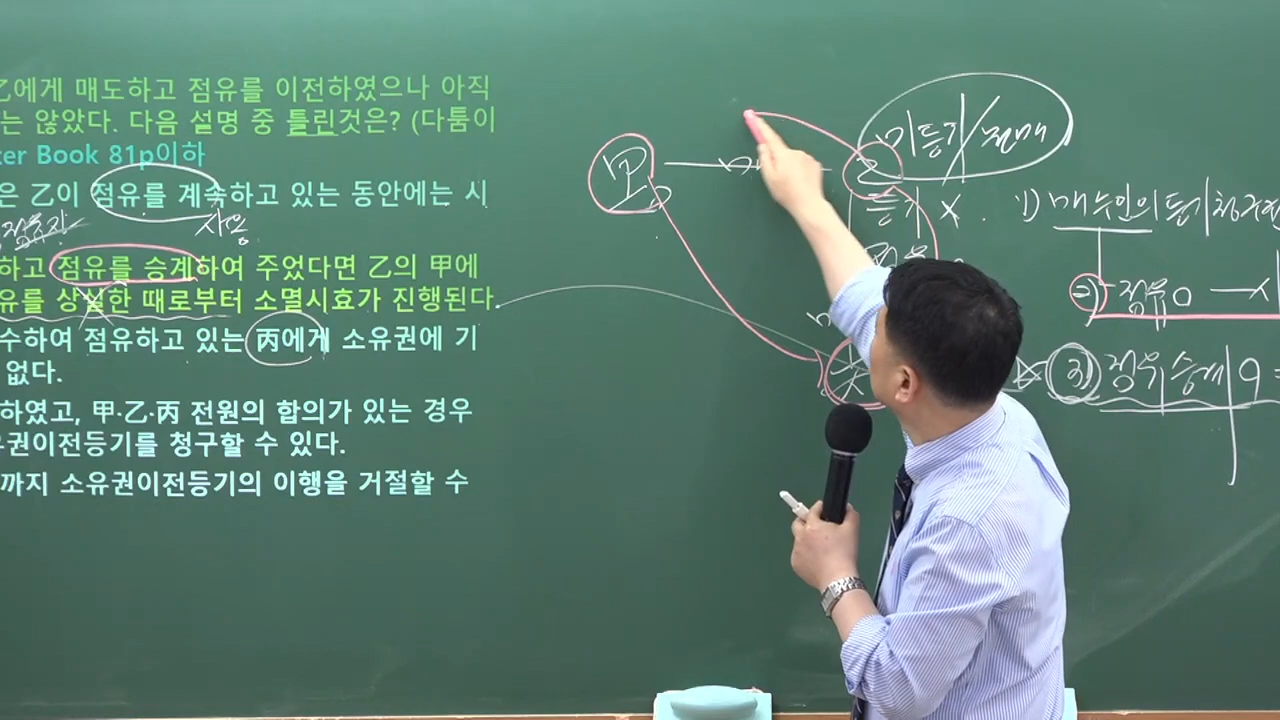 乙에게 매도하고 점유를 이전하였으나 아직
는 않았다. 다음 설명 중 틀린것은? (다툼이
ter Book 81p이하
은 乙이 점유를 계속하고 있는 동안에는 시
사용
하고 점유를 승계하여 주었다면 乙의 甲에
유를 상실한 때로부터 소멸시효가 진행된다.
수하여 점유하고 있는 丙에게 소유권에 기
없다.
하였고, 甲·乙·丙 전원의 합의가 있는 경우
유권이전등기를 청구할 수 있다.
까지 소유권이전등기의 이행을 거절할 수
미등기/전매
甲
乙
등기 X
1) 매수인의 등기청구권
2) 점유 O
3) 점유승계